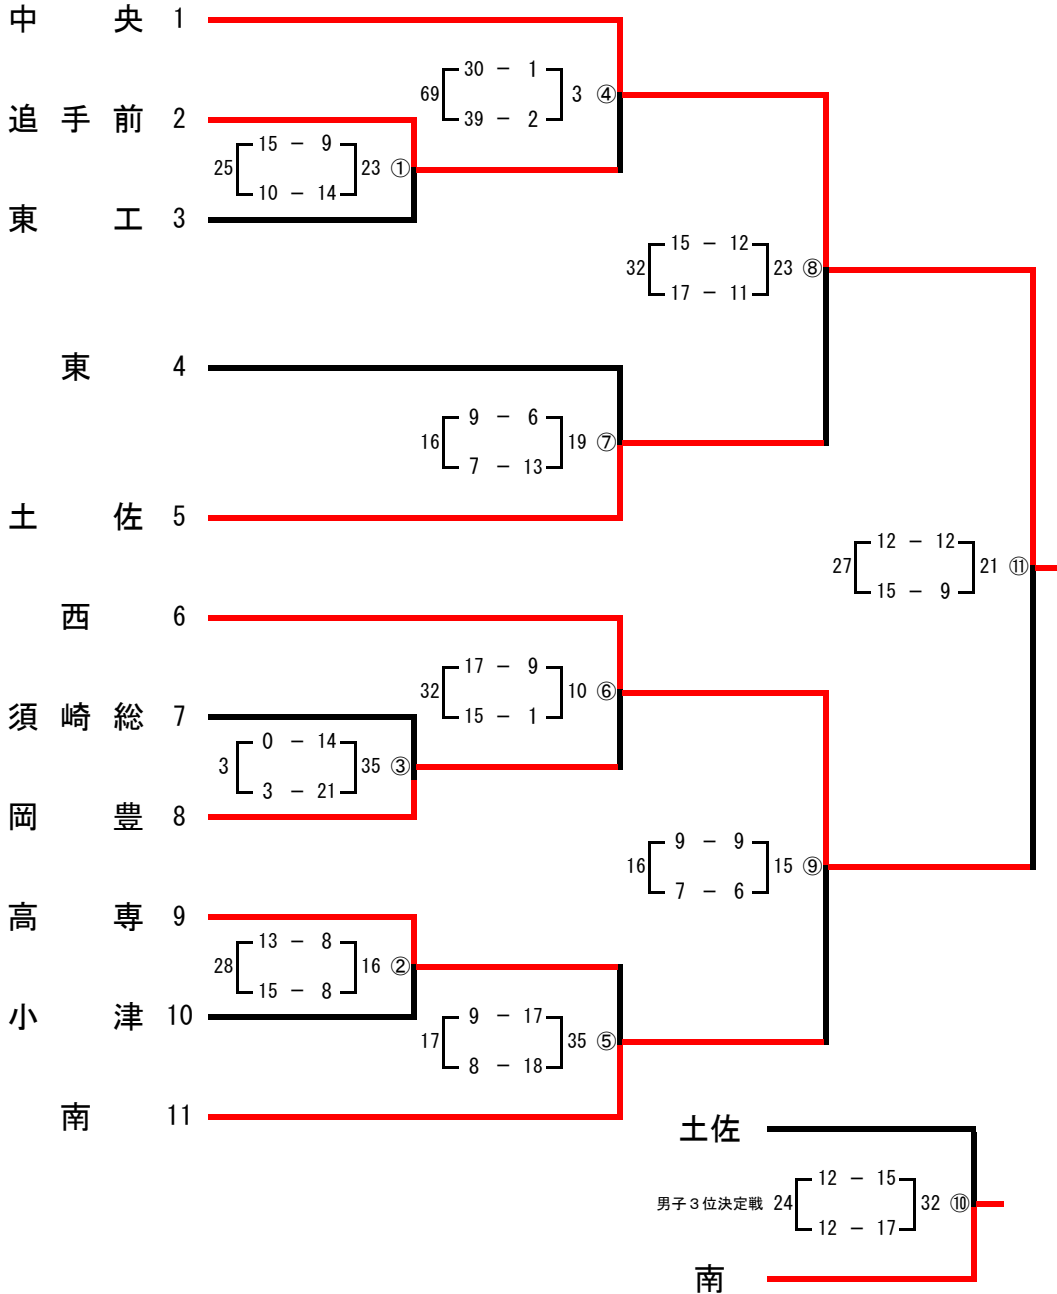 中央 1
30 － 1
69 3 ④
39 － 2
追手前 2
15 － 9
25 23 ①
10 － 14
東工 3
15 － 12
32 23 ⑧
17 － 11
東 4
9 － 6
16 19 ⑦
7 － 13
土佐 5
12 － 12
27 21 ⑪
15 － 9
西 6
17 － 9
32 10 ⑥
15 － 1
須崎総 7
0 － 14
3 35 ③
3 － 21
岡豊 8
9 － 9
16 15 ⑨
7 － 6
高専 9
13 － 8
28 16 ②
15 － 8
小津 10
9 － 17
17 35 ⑤
8 － 18
南 11
土佐
12 － 15
男子３位決定戦 24 32 ⑩
12 － 17
南